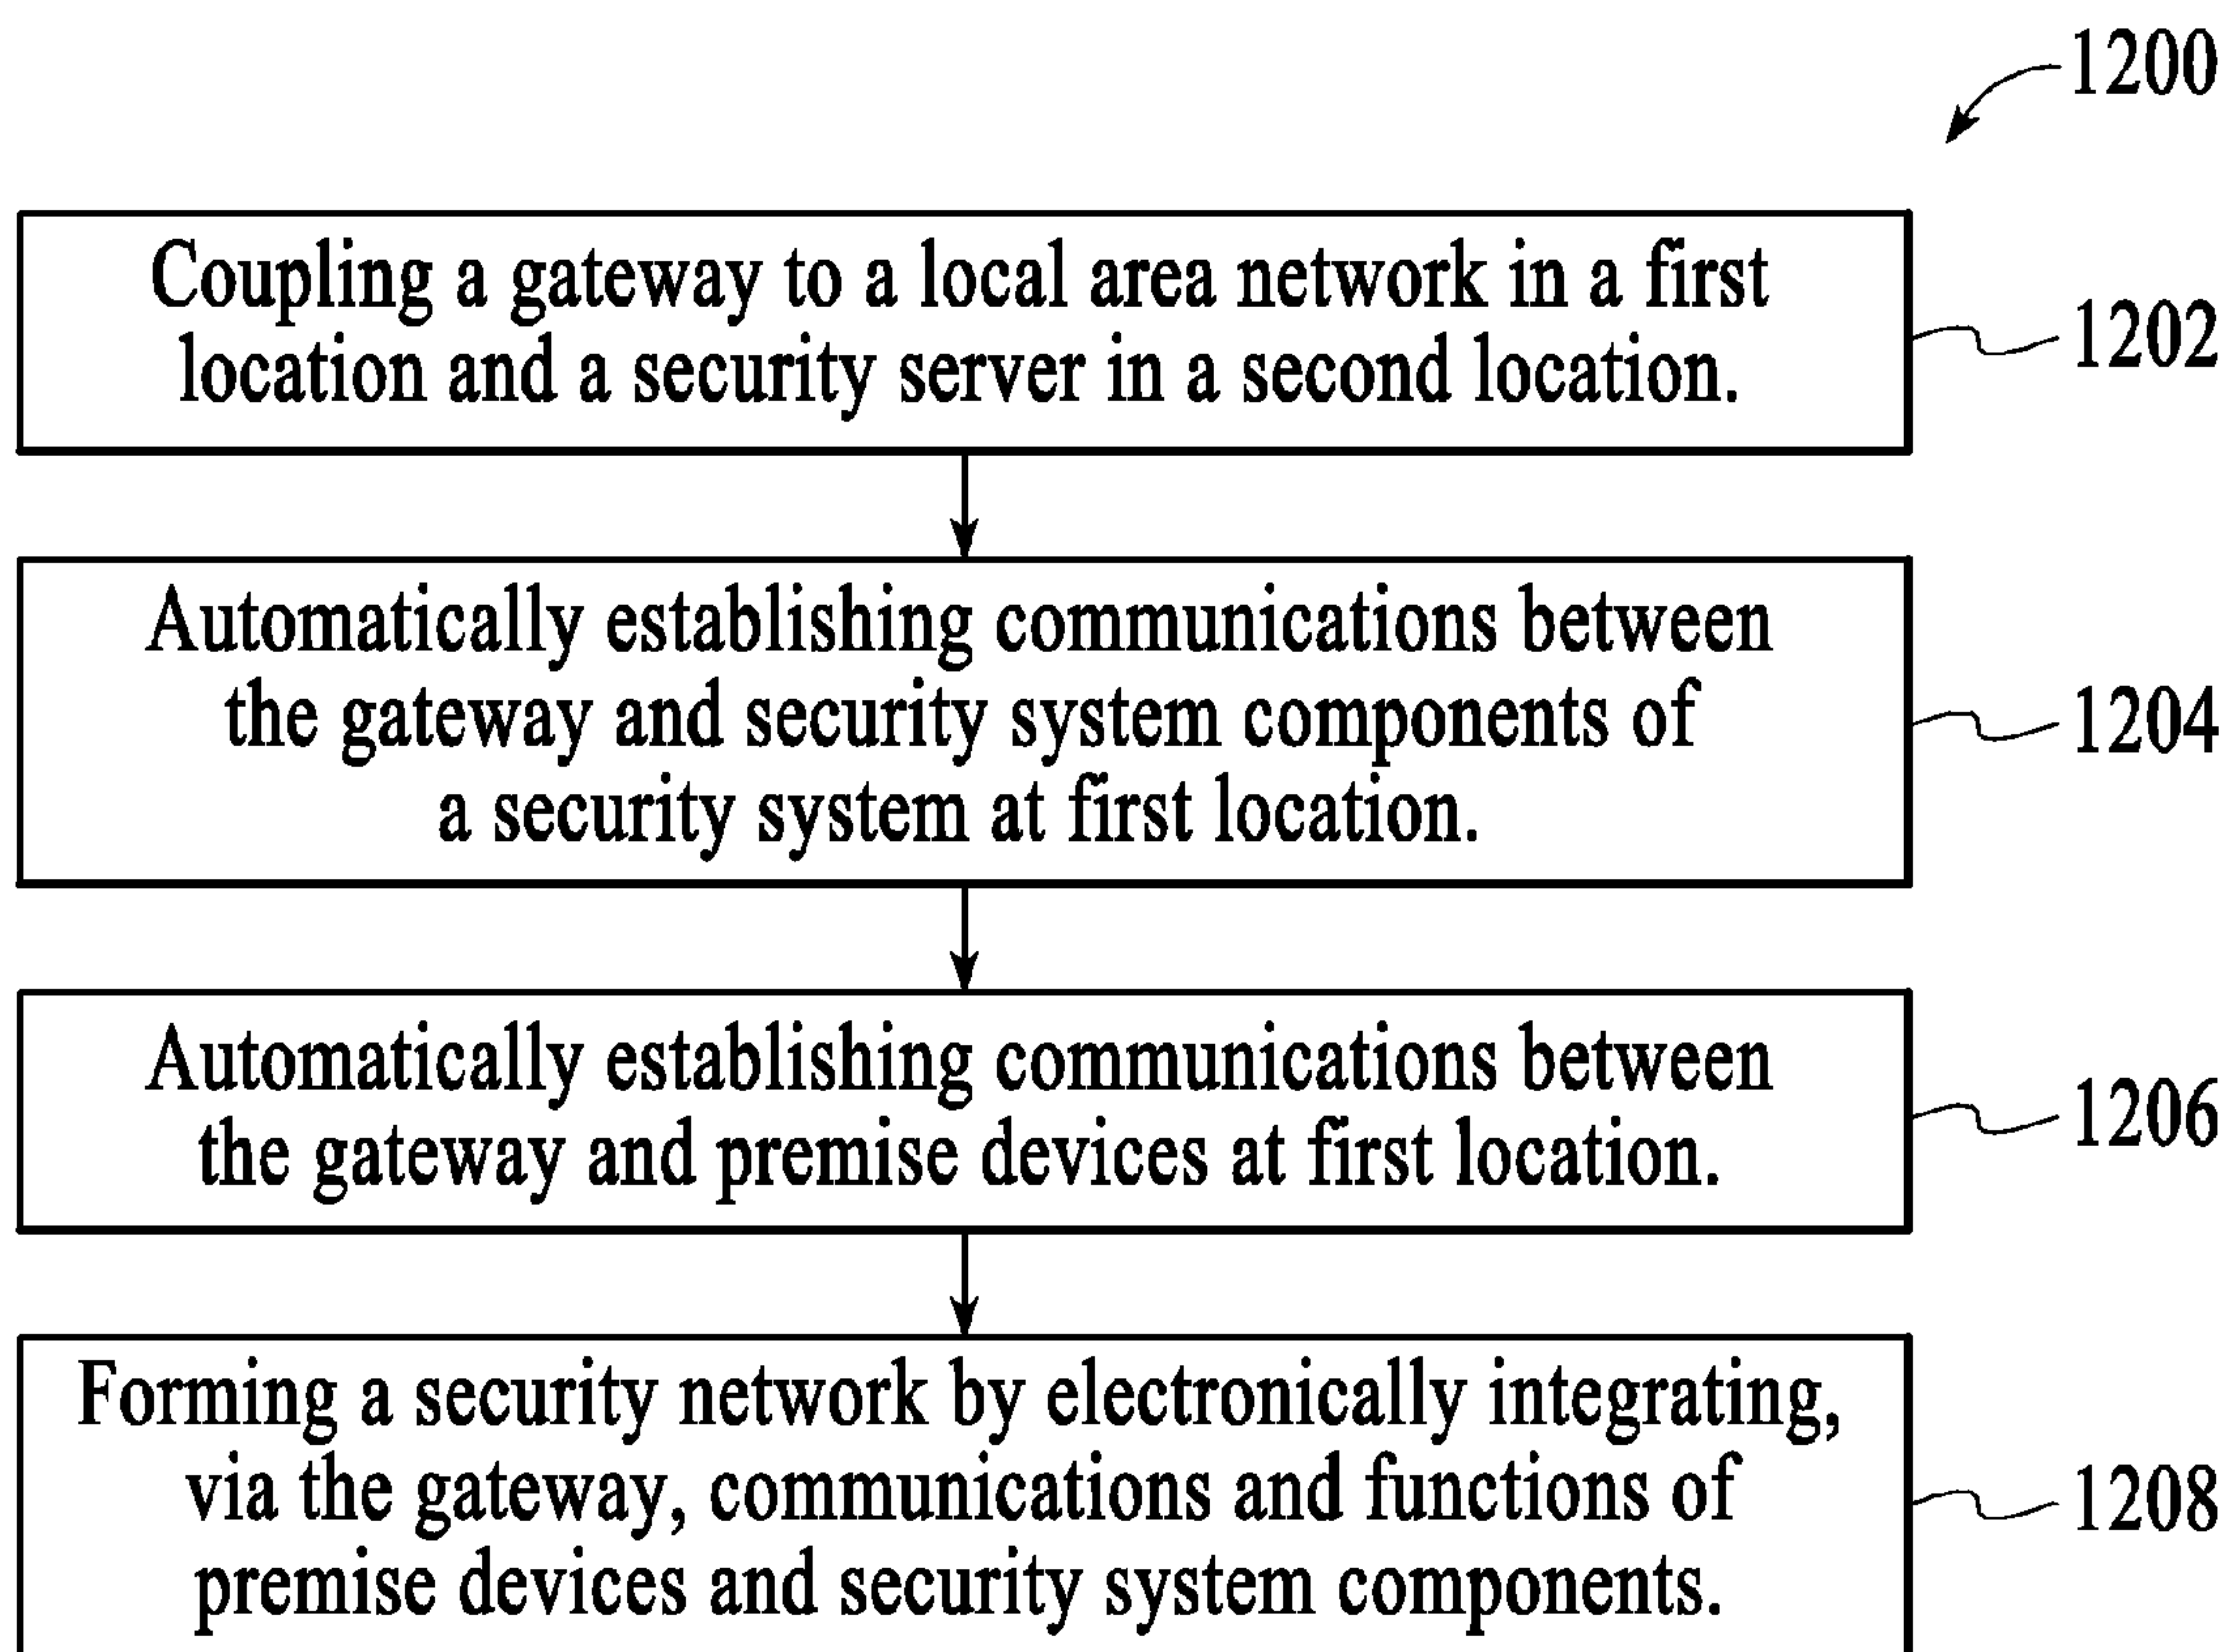 1200
Coupling a gateway to a local area network in a first
location and a security server in a second location.
1202
Automatically establishing communications between
the gateway and security system components of
a security system at first location.
1204
Automatically establishing communications between
the gateway and premise devices at first location.
1206
Forming a security network by electronically integrating,
via the gateway, communications and functions of
premise devices and security system components.
1208